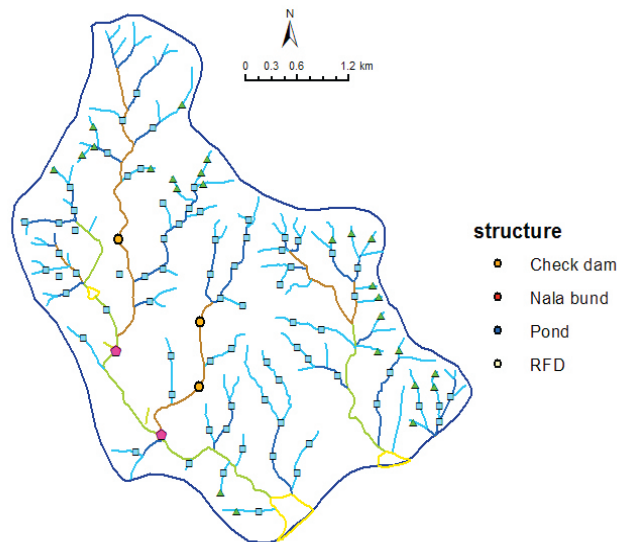 N
0 0.3 0.6 1.2 km
structure
Check dam
Nala bund
Pond
RFD